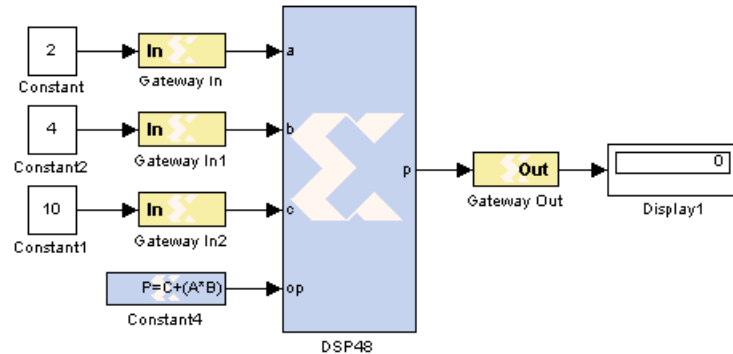 2
Constant
In
Gateway In
a
4
Constant2
In
Gateway In1
b
10
Constant1
In
Gateway In2
c
P=C+(A*B)
Constant4
op
DSP48
p
Out
Gateway Out
0
Display1